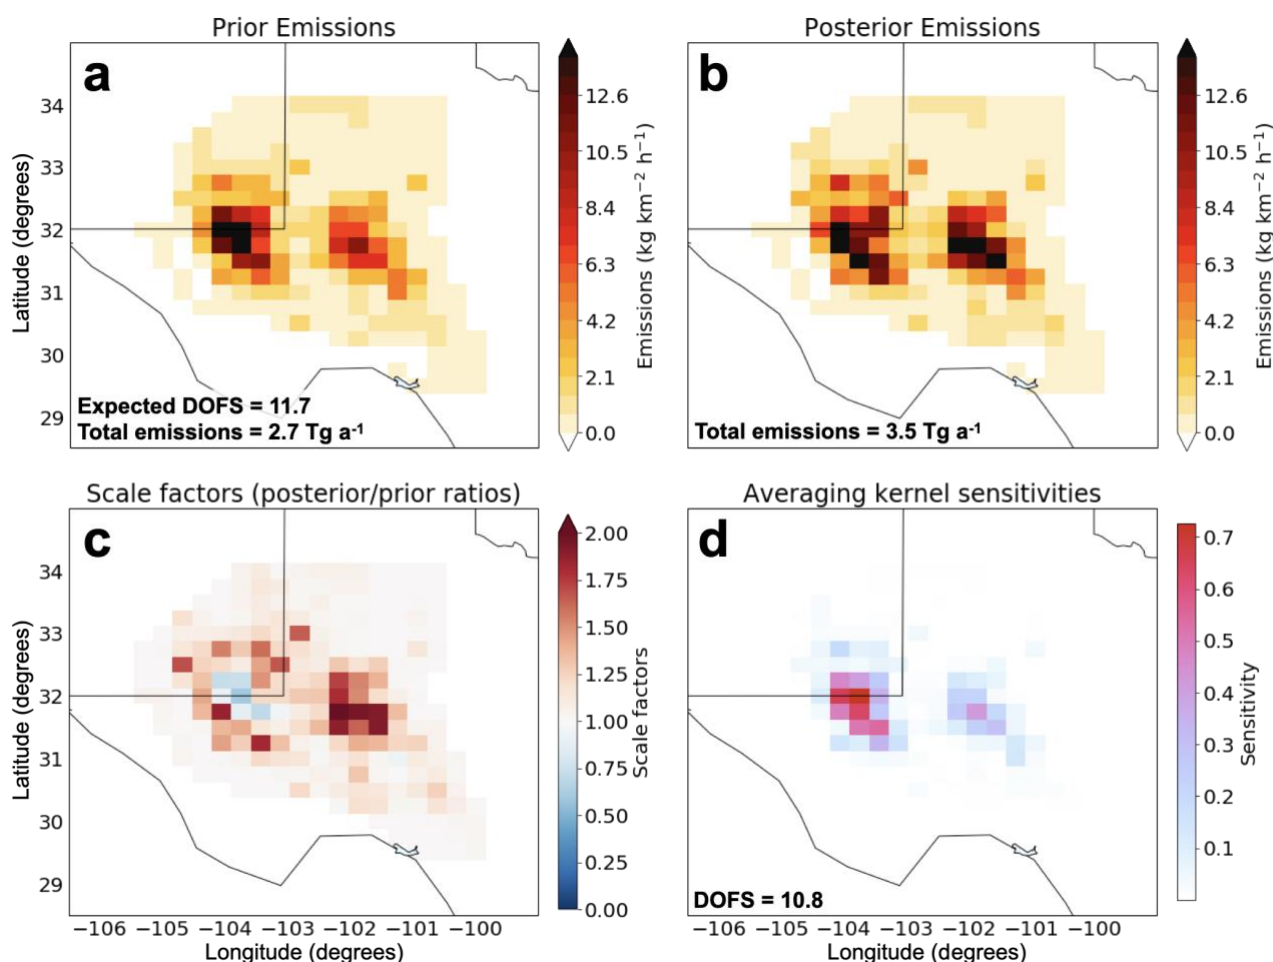 Prior Emissions
Posterior Emissions
a
b
34
33
32
31
30
29
Latitude (degrees)
12.6
10.5
8.4
6.3
4.2
2.1
0.0
Emissions (kg km⁻² h⁻¹)
12.6
10.5
8.4
6.3
4.2
2.1
0.0
Emissions (kg km⁻² h⁻¹)
Expected DOFS = 11.7
Total emissions = 2.7 Tg a⁻¹
Total emissions = 3.5 Tg a⁻¹
Scale factors (posterior/prior ratios)
Averaging kernel sensitivities
c
d
34
33
32
31
30
29
Latitude (degrees)
2.00
1.75
1.50
1.25
1.00
0.75
0.50
0.25
0.00
Scale factors
0.7
0.6
0.5
0.4
0.3
0.2
0.1
Sensitivity
DOFS = 10.8
−106 −105 −104 −103 −102 −101 −100
Longitude (degrees)
−106 −105 −104 −103 −102 −101 −100
Longitude (degrees)